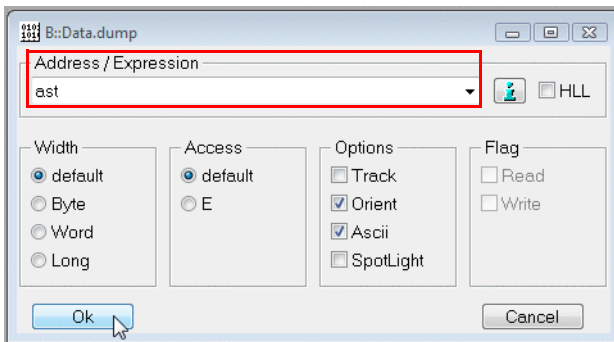 B::Data.dump
Address / Expression
ast
HLL
Width
Access
Options
Flag
default
default
Track
Read
Byte
E
Orient
Write
Word
Ascii
Long
SpotLight
Ok
Cancel